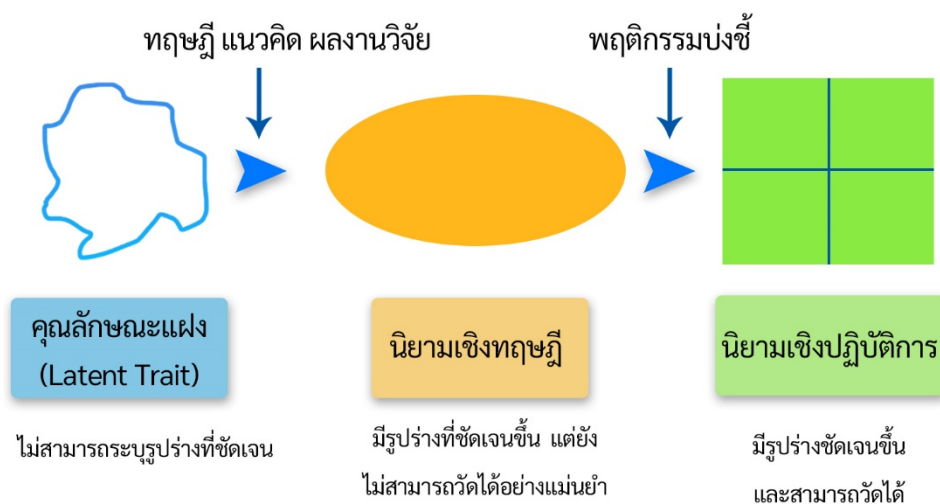 ทฤษฎี แนวคิด ผลงานวิจัย
พฤติกรรมบ่งชี้
คุณลักษณะแฝง
(Latent Trait)
นิยามเชิงทฤษฎี
นิยามเชิงปฏิบัติการ
ไม่สามารถระบุรูปร่างที่ชัดเจน
มีรูปร่างที่ชัดเจนขึ้น แต่ยัง
ไม่สามารถวัดได้อย่างแม่นยำ
มีรูปร่างชัดเจนขึ้น
และสามารถวัดได้